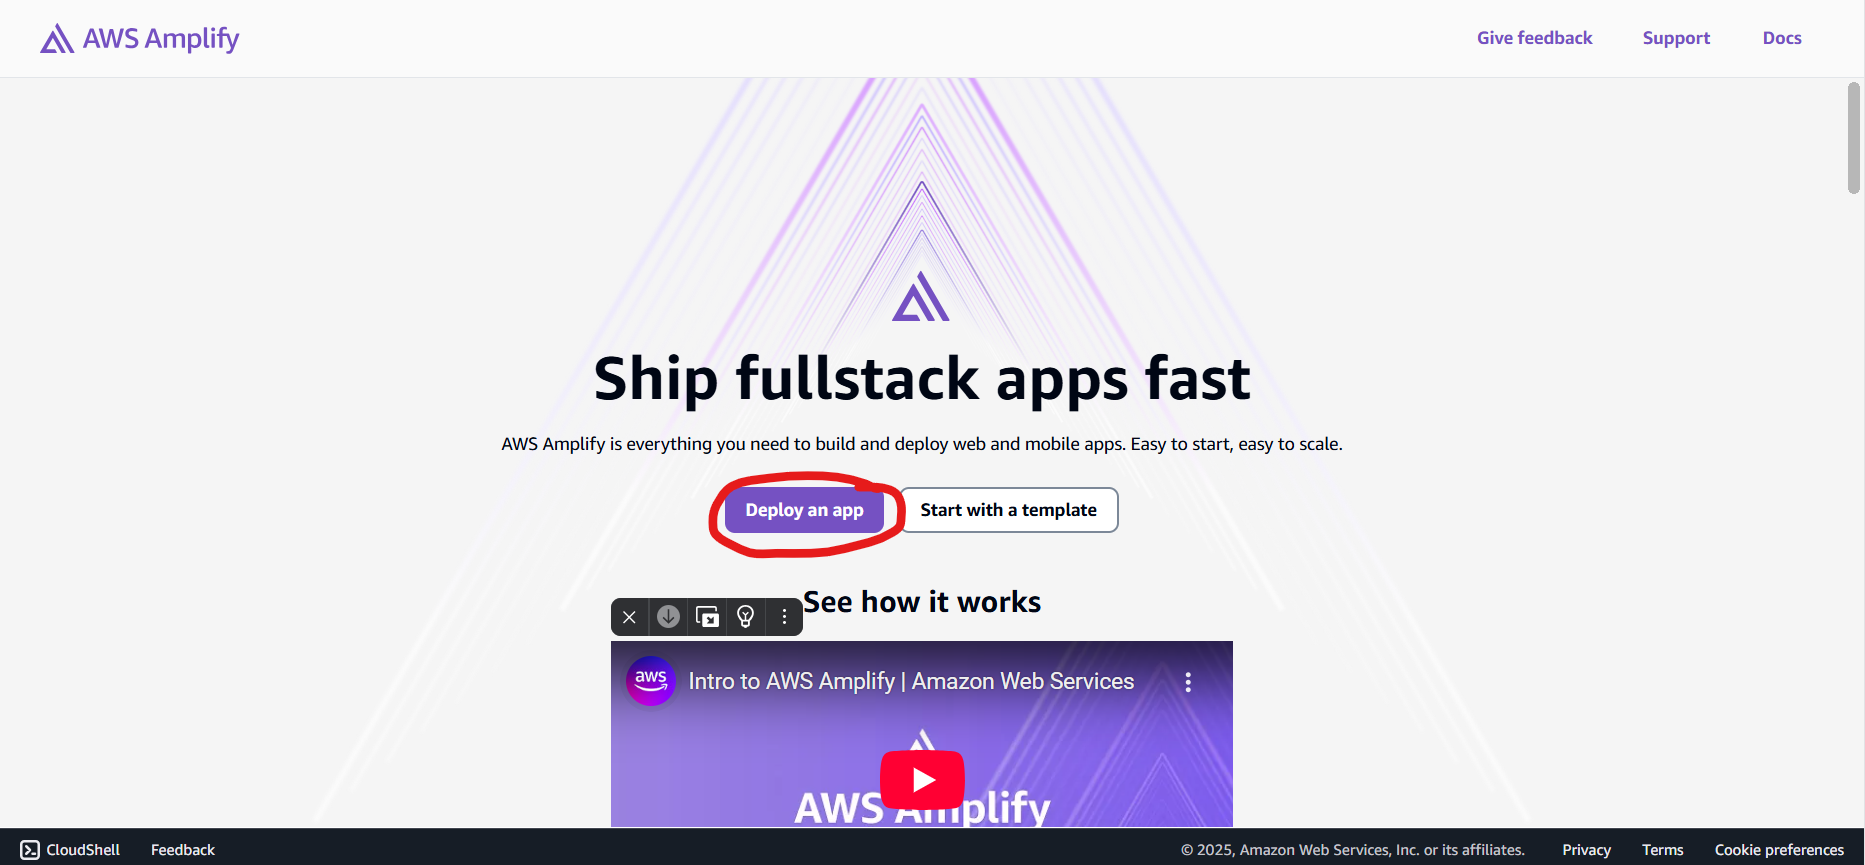 AWS Amplify
Give feedback Support Docs
Ship fullstack apps fast
AWS Amplify is everything you need to build and deploy web and mobile apps. Easy to start, easy to scale.
Deploy an app Start with a template
See how it works
aws Intro to AWS Amplify | Amazon Web Services
AWS Amplify
CloudShell Feedback © 2025, Amazon Web Services, Inc. or its affiliates. Privacy Terms Cookie preferences